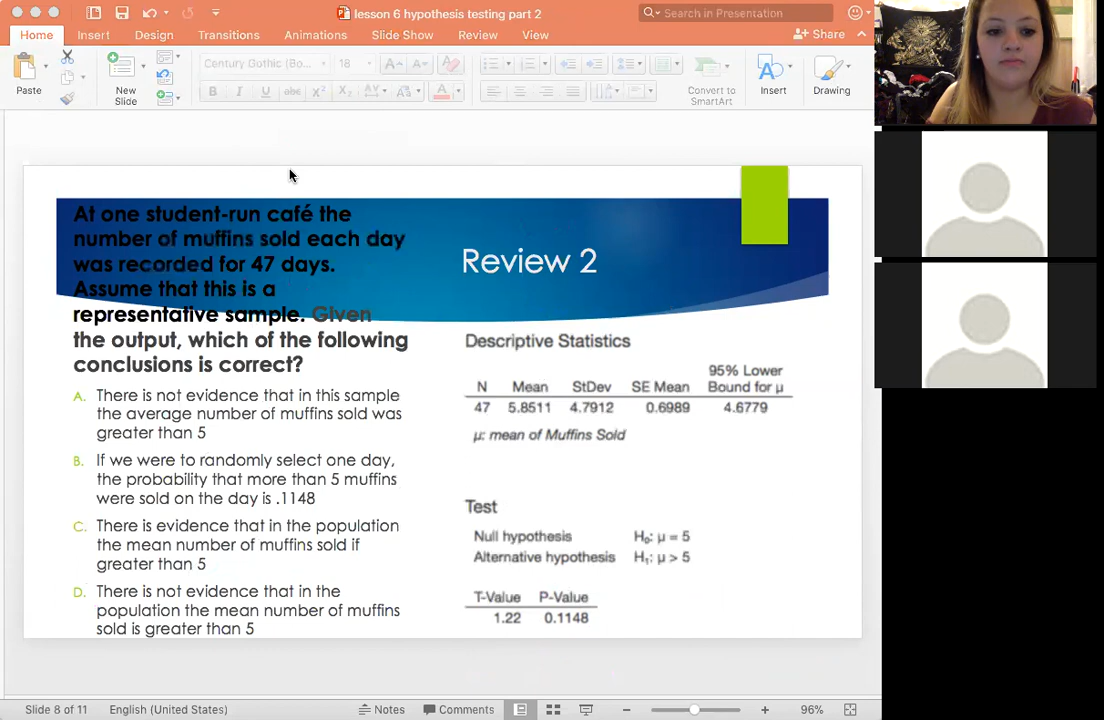 lesson 6 hypothesis testing part 2
Search in Presentation
Home Insert Design Transitions Animations Slide Show Review View Share
Century Gothic (Bo... 18
Paste New Slide Convert to SmartArt Insert Drawing
At one student-run café the
number of muffins sold each day
was recorded for 47 days.
Assume that this is a
representative sample. Given
the output, which of the following
conclusions is correct?
A. There is not evidence that in this sample
the average number of muffins sold was
greater than 5
B. If we were to randomly select one day,
the probability that more than 5 muffins
were sold on the day is .1148
C. There is evidence that in the population
the mean number of muffins sold if
greater than 5
D. There is not evidence that in the
population the mean number of muffins
sold is greater than 5
Review 2
Descriptive Statistics
95% Lower
N Mean StDev SE Mean Bound for μ
47 5.8511 4.7912 0.6989 4.6779
μ: mean of Muffins Sold
Test
Null hypothesis H₀: μ = 5
Alternative hypothesis H₁: μ > 5
T-Value P-Value
1.22 0.1148
Slide 8 of 11 English (United States) Notes Comments 96%